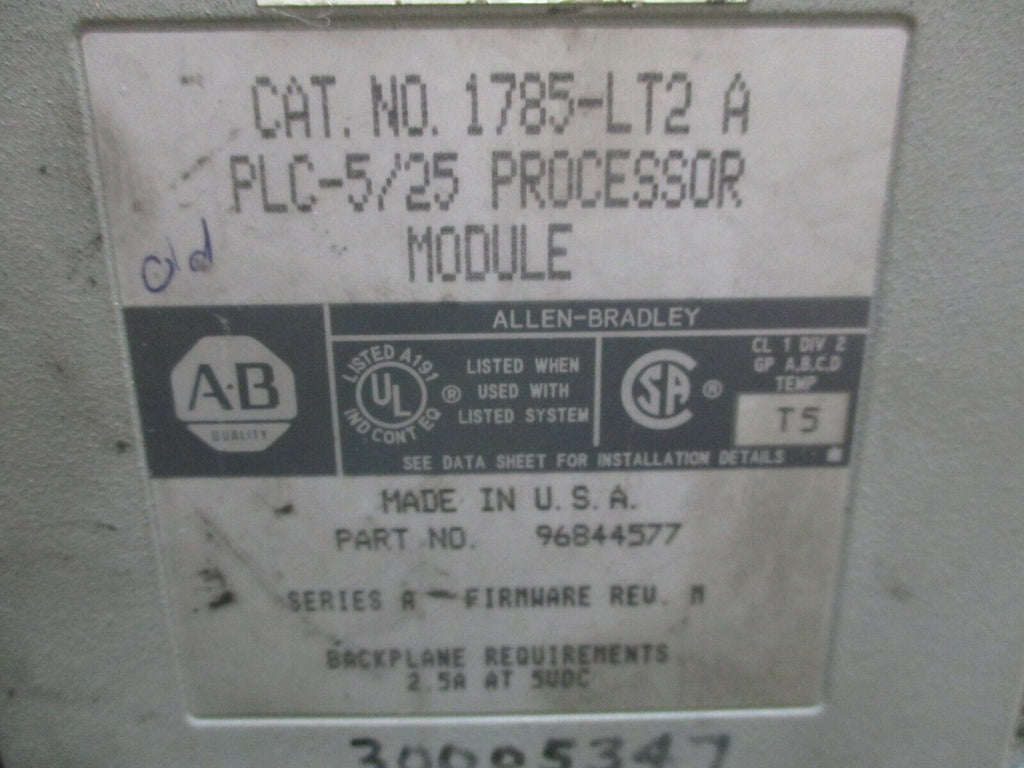 CAT. NO. 1785-LT2 A
PLC-5/25 PROCESSOR
MODULE
old
ALLEN-BRADLEY
A·B
QUALITY
LISTED A191
UL
IND. CONT EQ
®
LISTED WHEN
USED WITH
LISTED SYSTEM
SA
®
CL 1 DIV 2
GP A,B,C,D
TEMP
T5
SEE DATA SHEET FOR INSTALLATION DETAILS
MADE IN U.S.A.
PART NO. 96844577
SERIES A - FIRMWARE REV. M
BACKPLANE REQUIREMENTS
2.5A AT 5VDC
30005347